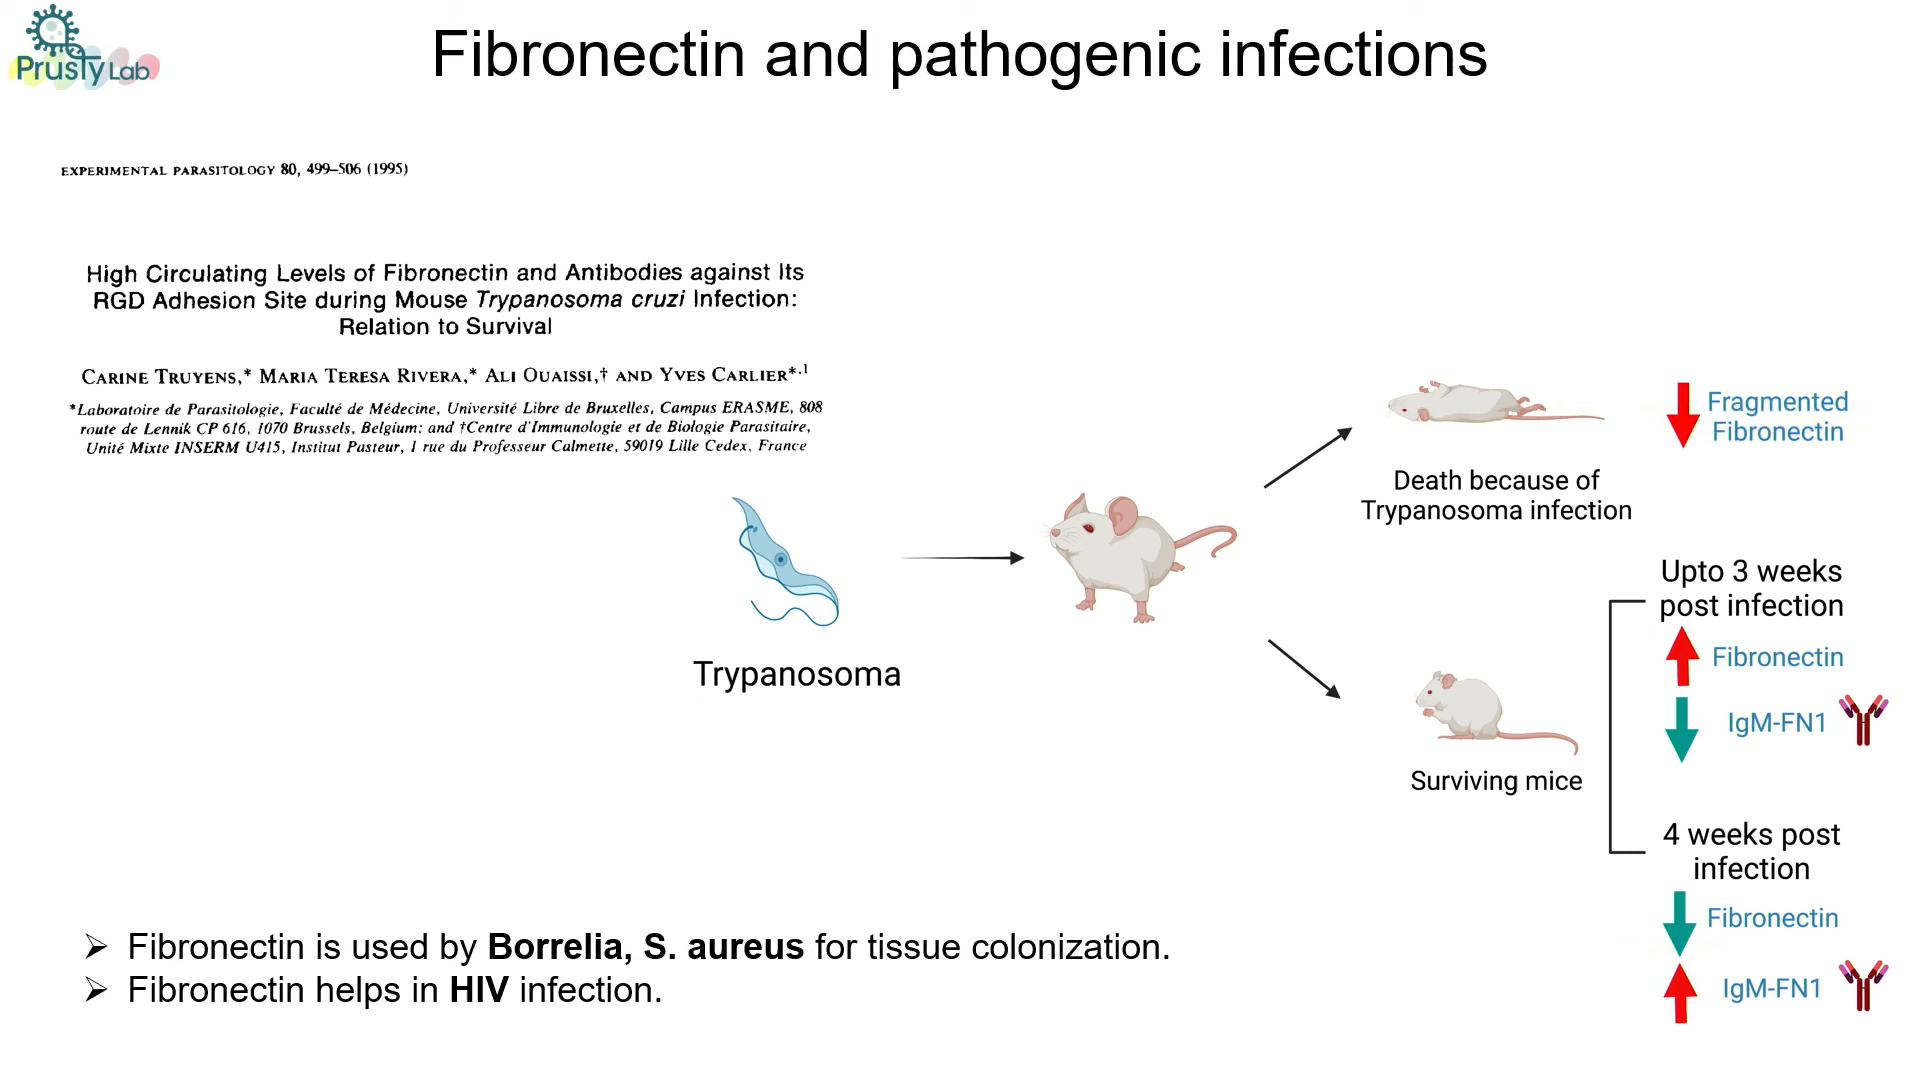 Prusty Lab
Fibronectin and pathogenic infections
EXPERIMENTAL PARASITOLOGY 80, 499–506 (1995)
High Circulating Levels of Fibronectin and Antibodies against Its
RGD Adhesion Site during Mouse Trypanosoma cruzi Infection:
Relation to Survival
CARINE TRUYENS,* MARIA TERESA RIVERA,* ALI OUAISSI,† AND YVES CARLIER*,1
*Laboratoire de Parasitologie, Faculté de Médecine, Université Libre de Bruxelles, Campus ERASME, 808
route de Lennik CP 616, 1070 Brussels, Belgium; and †Centre d'Immunologie et de Biologie Parasitaire,
Unité Mixte INSERM U415, Institut Pasteur, 1 rue du Professeur Calmette, 59019 Lille Cedex, France
Trypanosoma
Death because of
Trypanosoma infection
Fragmented
Fibronectin
Surviving mice
Upto 3 weeks
post infection
Fibronectin
IgM-FN1
4 weeks post
infection
Fibronectin
IgM-FN1
➢ Fibronectin is used by Borrelia, S. aureus for tissue colonization.
➢ Fibronectin helps in HIV infection.